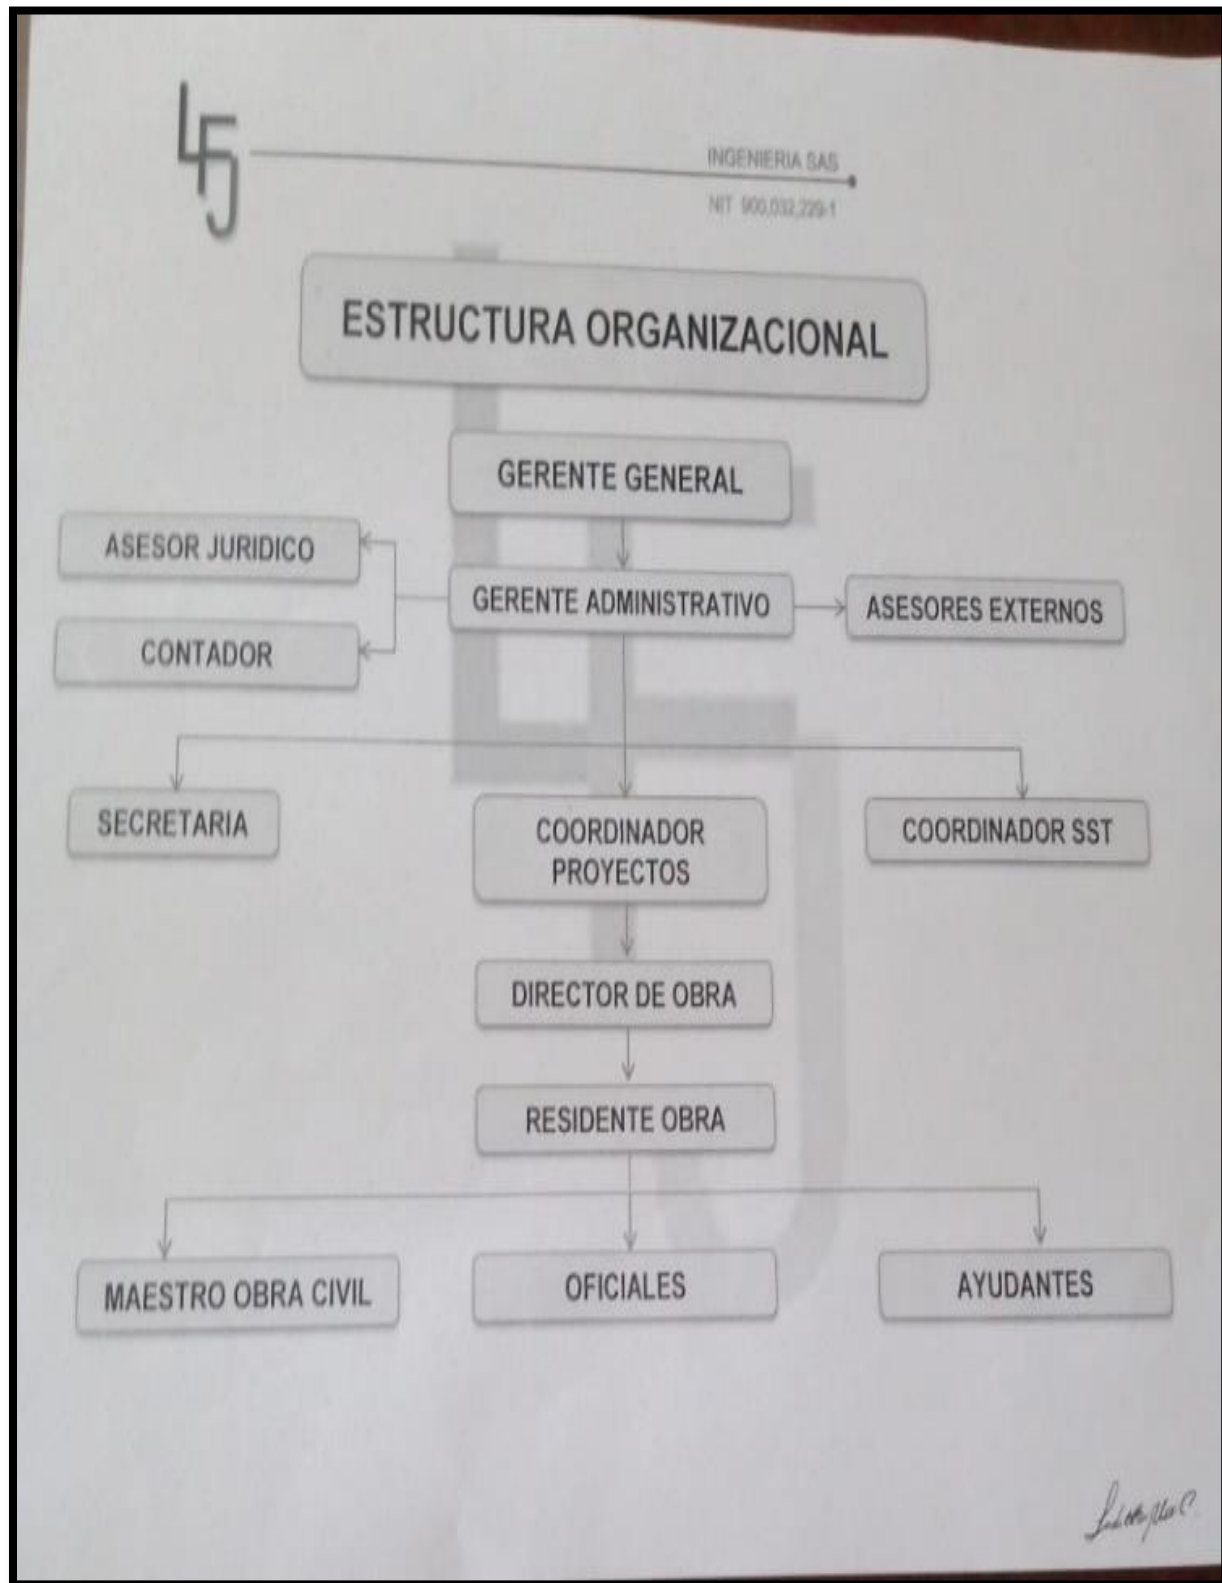 LFJ
INGENIERIA SAS
NIT 900,032,229-1
ESTRUCTURA ORGANIZACIONAL
GERENTE GENERAL
ASESOR JURIDICO
GERENTE ADMINISTRATIVO
ASESORES EXTERNOS
CONTADOR
SECRETARIA
COORDINADOR
PROYECTOS
COORDINADOR SST
DIRECTOR DE OBRA
RESIDENTE OBRA
MAESTRO OBRA CIVIL
OFICIALES
AYUDANTES